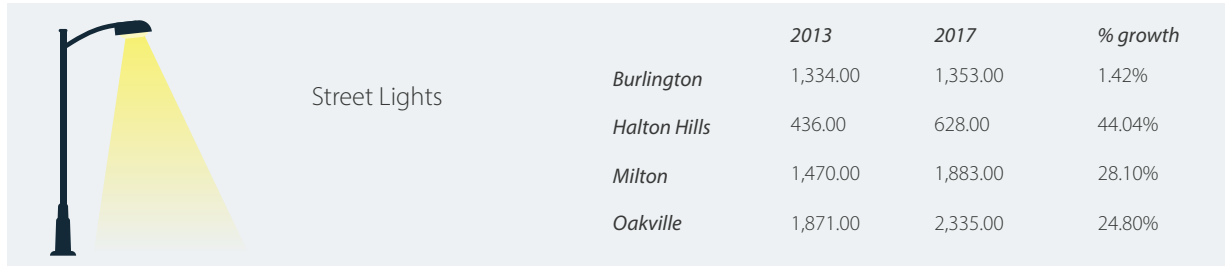 2013 2017 % growth
Street Lights
Burlington 1,334.00 1,353.00 1.42%
Halton Hills 436.00 628.00 44.04%
Milton 1,470.00 1,883.00 28.10%
Oakville 1,871.00 2,335.00 24.80%